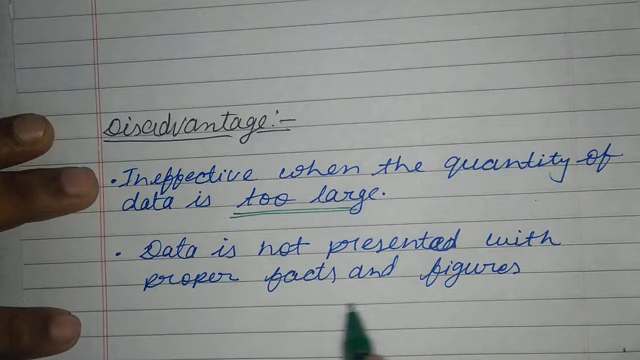 Disadvantage:-
• Ineffective when the quantity of
data is too large.
• Data is not presented with
proper facts and figures